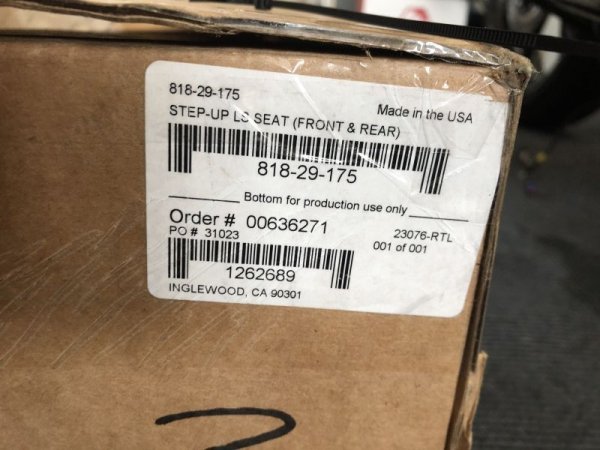 818-29-175
Made in the USA
STEP-UP LS SEAT (FRONT & REAR)
818-29-175
Bottom for production use only
Order # 00636271
23076-RTL
PO # 31023
001 of 001
1262689
INGLEWOOD, CA 90301